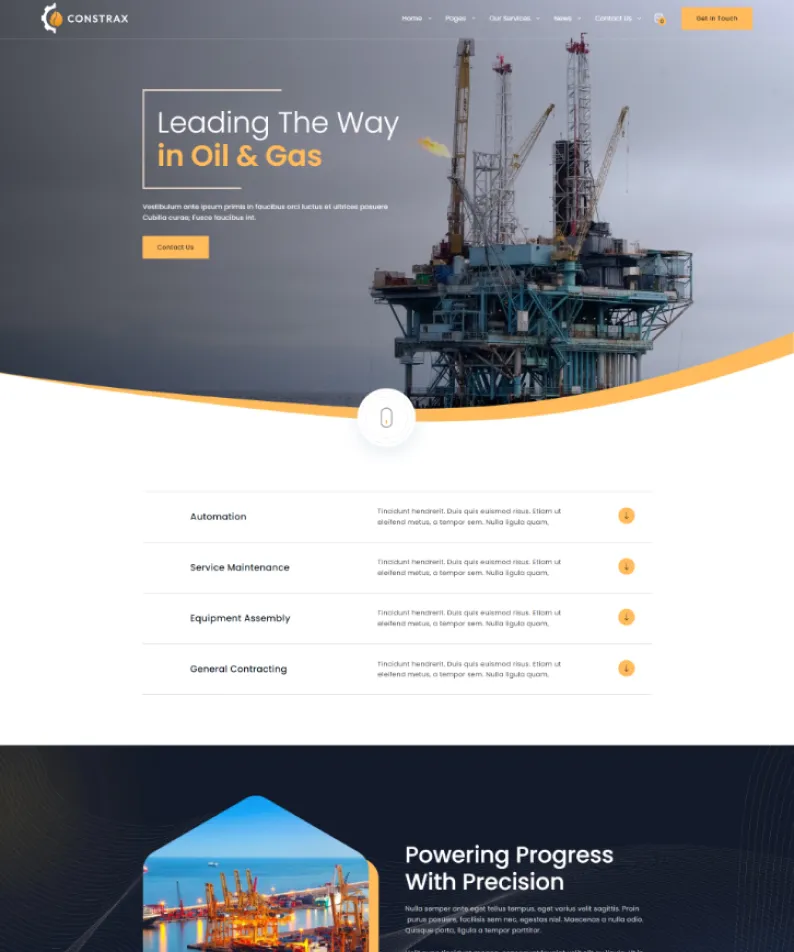 CONSTRAX
Home
Pages
Our Services
News
Contact Us
Get In Touch
Leading The Way
in Oil & Gas
Vestibulum ante ipsum primis in faucibus orci luctus et ultrices posuere
Cubilia curae; Fusce faucibus int.
Contact Us
Automation
Tincidunt hendrerit. Duis quis euismod risus. Etiam ut
eleifend metus, a tempor sem. Nulla ligula quam,
Service Maintenance
Tincidunt hendrerit. Duis quis euismod risus. Etiam ut
eleifend metus, a tempor sem. Nulla ligula quam,
Equipment Assembly
Tincidunt hendrerit. Duis quis euismod risus. Etiam ut
eleifend metus, a tempor sem. Nulla ligula quam,
General Contracting
Tincidunt hendrerit. Duis quis euismod risus. Etiam ut
eleifend metus, a tempor sem. Nulla ligula quam,
Powering Progress
With Precision
Nulla semper ante eget tellus tempus, eget varius velit sagittis. Proin
purus posuere, facilisis sem nec, egestas nisl. Maecenas a nulla odio.
Quisque porta, ligula a tempor porttitor.